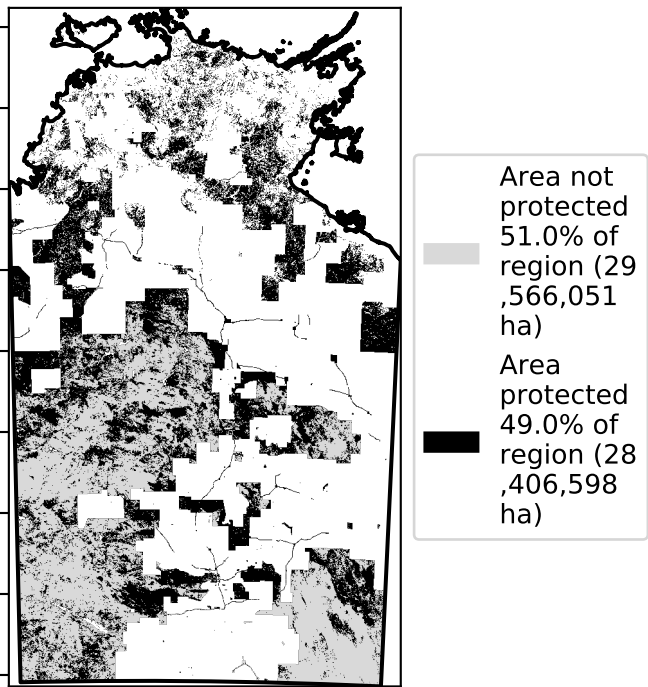 Area not
protected
51.0% of
region (29
,566,051
ha)
Area
protected
49.0% of
region (28
,406,598
ha)